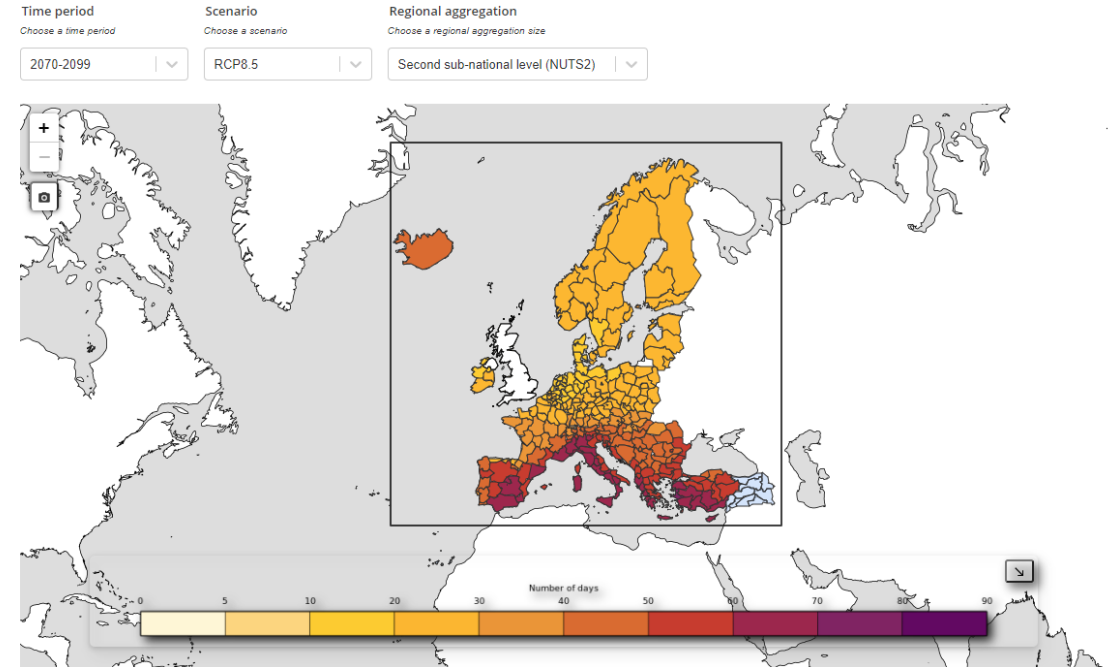 Time period Scenario Regional aggregation
Choose a time period Choose a scenario Choose a regional aggregation size
2070-2099 RCP8.5 Second sub-national level (NUTS2)
+
−
Number of days
0 5 10 20 30 40 50 60 70 80 90